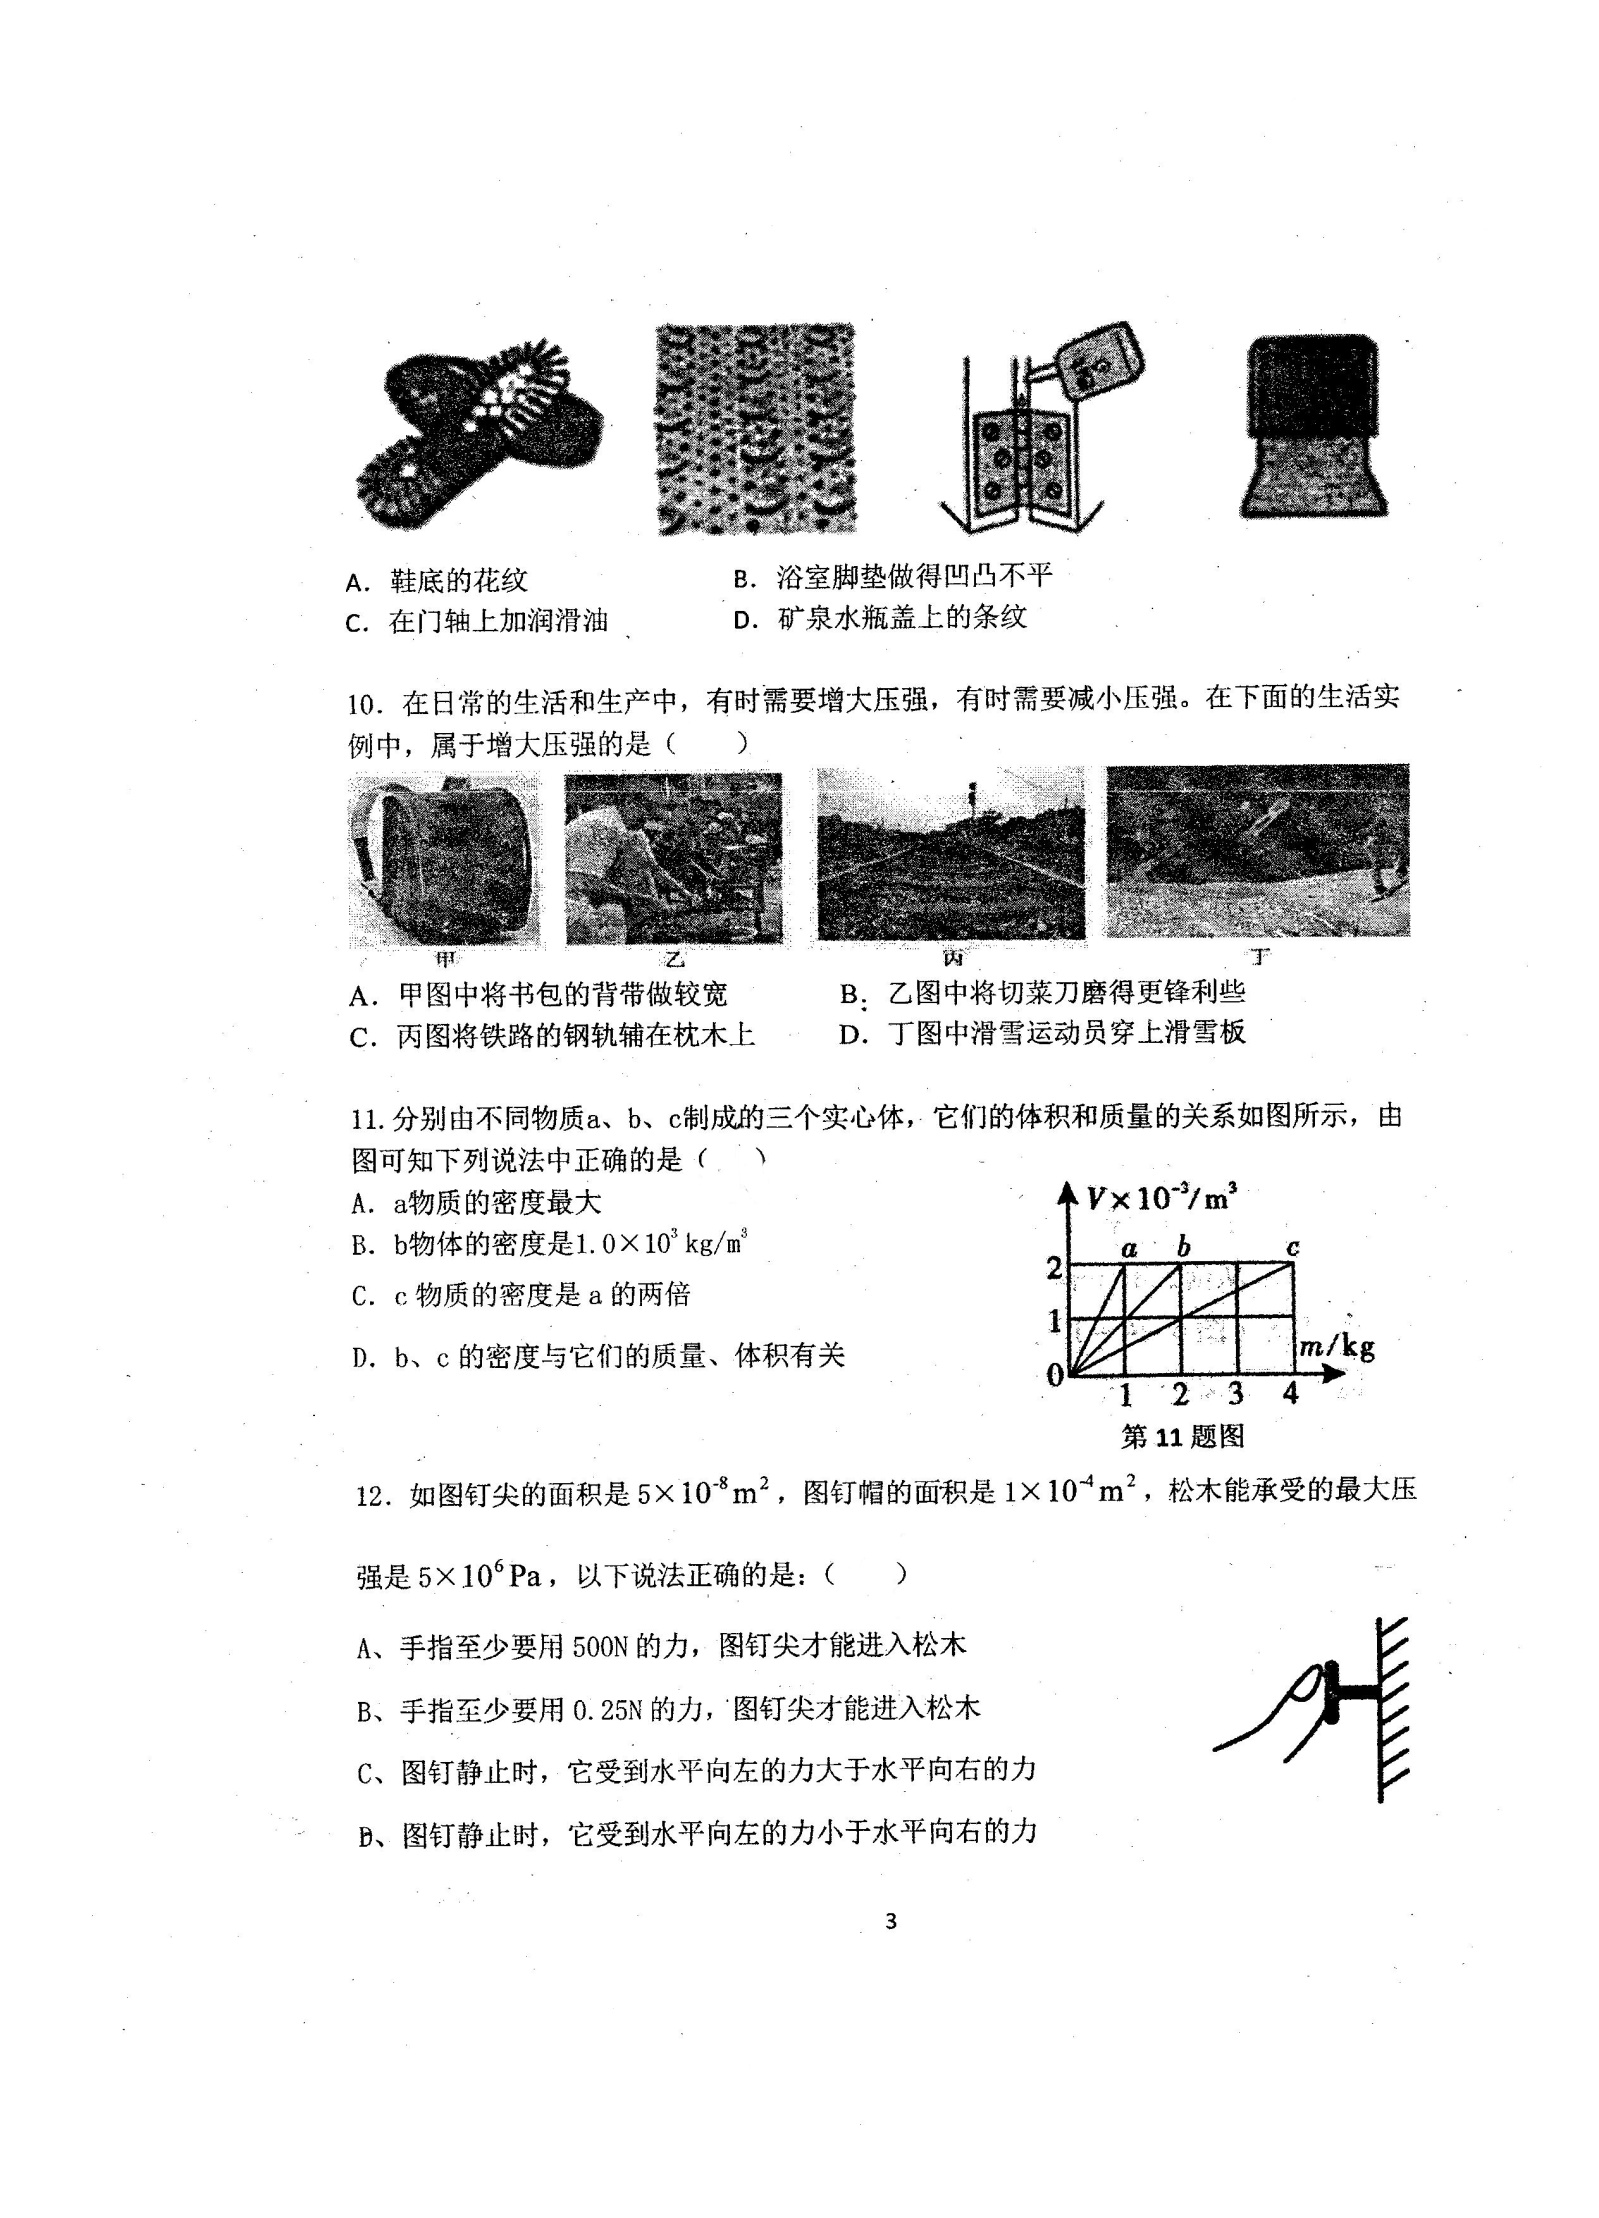 A. 鞋底的花纹 B. 浴室脚垫做得凹凸不平
C. 在门轴上加润滑油 D. 矿泉水瓶盖上的条纹
10. 在日常的生活和生产中，有时需要增大压强，有时需要减小压强。在下面的生活实
例中，属于增大压强的是（ ）
甲 乙 丙 丁
A. 甲图中将书包的背带做较宽 B. 乙图中将切菜刀磨得更锋利些
C. 丙图将铁路的钢轨辅在枕木上 D. 丁图中滑雪运动员穿上滑雪板
11. 分别由不同物质a、b、c制成的三个实心体，它们的体积和质量的关系如图所示，由
图可知下列说法中正确的是（ ）
A. a物质的密度最大
B. b物体的密度是1.0×10³ kg/m³
C. c 物质的密度是 a 的两倍
D. b、c 的密度与它们的质量、体积有关
V×10⁻³/m³
a b c
2
1
m/kg
0 1 2 3 4
第 11 题图
12. 如图钉尖的面积是 5×10⁻⁸m²，图钉帽的面积是 1×10⁻⁴m²，松木能承受的最大压
强是 5×10⁶Pa，以下说法正确的是：（ ）
A、手指至少要用 500N 的力，图钉尖才能进入松木
B、手指至少要用 0.25N 的力，图钉尖才能进入松木
C、图钉静止时，它受到水平向左的力大于水平向右的力
D、图钉静止时，它受到水平向左的力小于水平向右的力
3